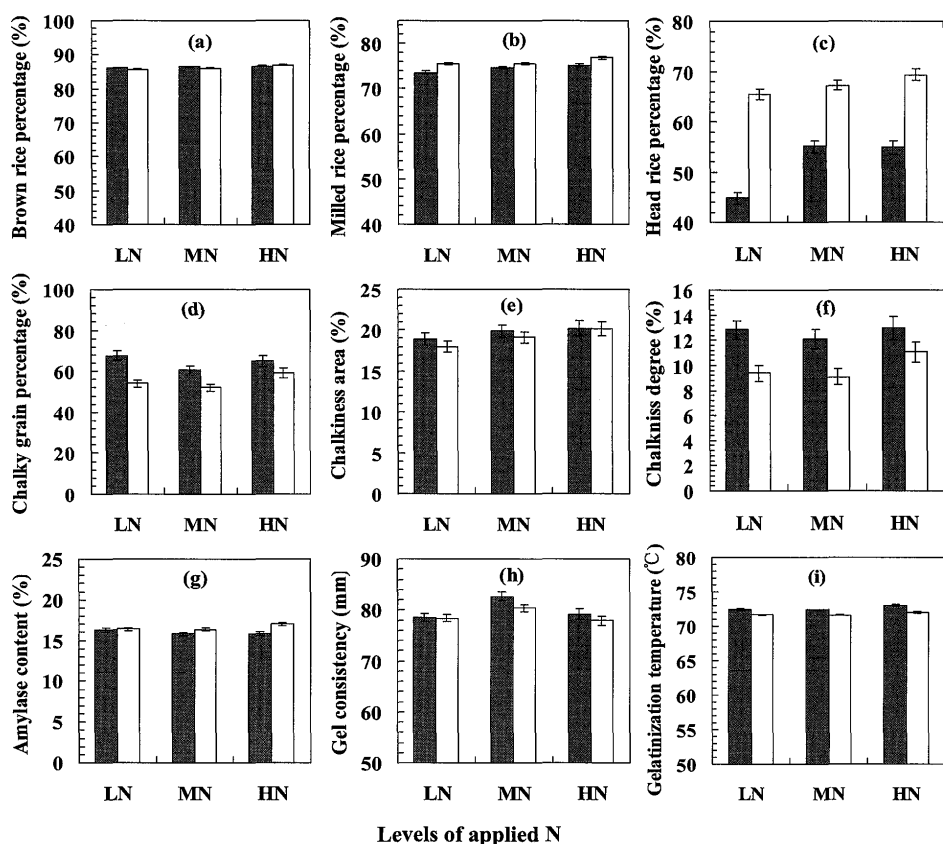 Brown rice percentage (%)
100
90
80
70
60
50
40
(a)
LN MN HN
Milled rice percentage (%)
80
70
60
50
40
(b)
LN MN HN
Head rice percentage (%)
80
70
60
50
40
(c)
LN MN HN
Chalky grain percentage (%)
100
80
60
40
20
0
(d)
LN MN HN
Chalkiness area (%)
25
20
15
10
5
0
(e)
LN MN HN
Chalkniss degree (%)
16
14
12
10
8
6
4
2
0
(f)
LN MN HN
Amylase content (%)
25
20
15
10
5
0
(g)
LN MN HN
Gel consistency (mm)
90
80
70
60
50
(h)
LN MN HN
Gelatinization temperature (℃)
80
75
70
65
60
55
50
(i)
LN MN HN
Levels of applied N